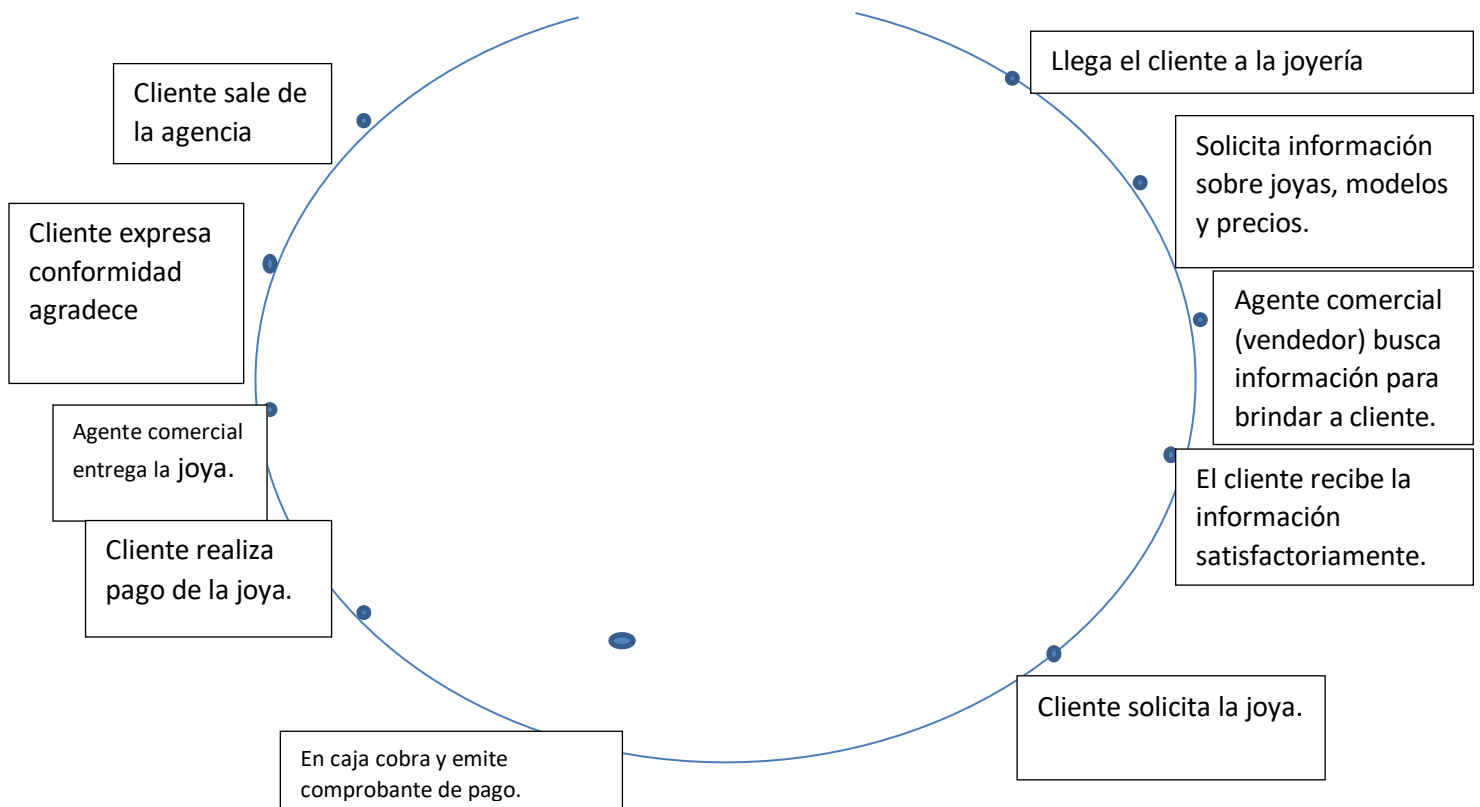 Llega el cliente a la joyería
Solicita información
sobre joyas, modelos
y precios.
Agente comercial
(vendedor) busca
información para
brindar a cliente.
El cliente recibe la
información
satisfactoriamente.
Cliente solicita la joya.
En caja cobra y emite
comprobante de pago.
Cliente realiza
pago de la joya.
Agente comercial
entrega la joya.
Cliente expresa
conformidad
agradece
Cliente sale de
la agencia